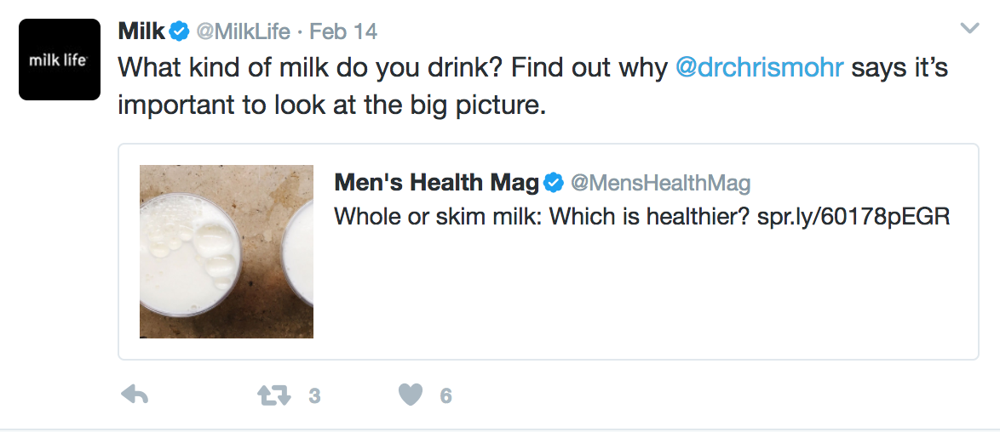 milk life
Milk @MilkLife · Feb 14
What kind of milk do you drink? Find out why @drchrismohr says it’s
important to look at the big picture.
Men's Health Mag @MensHealthMag
Whole or skim milk: Which is healthier? spr.ly/60178pEGR
3 6